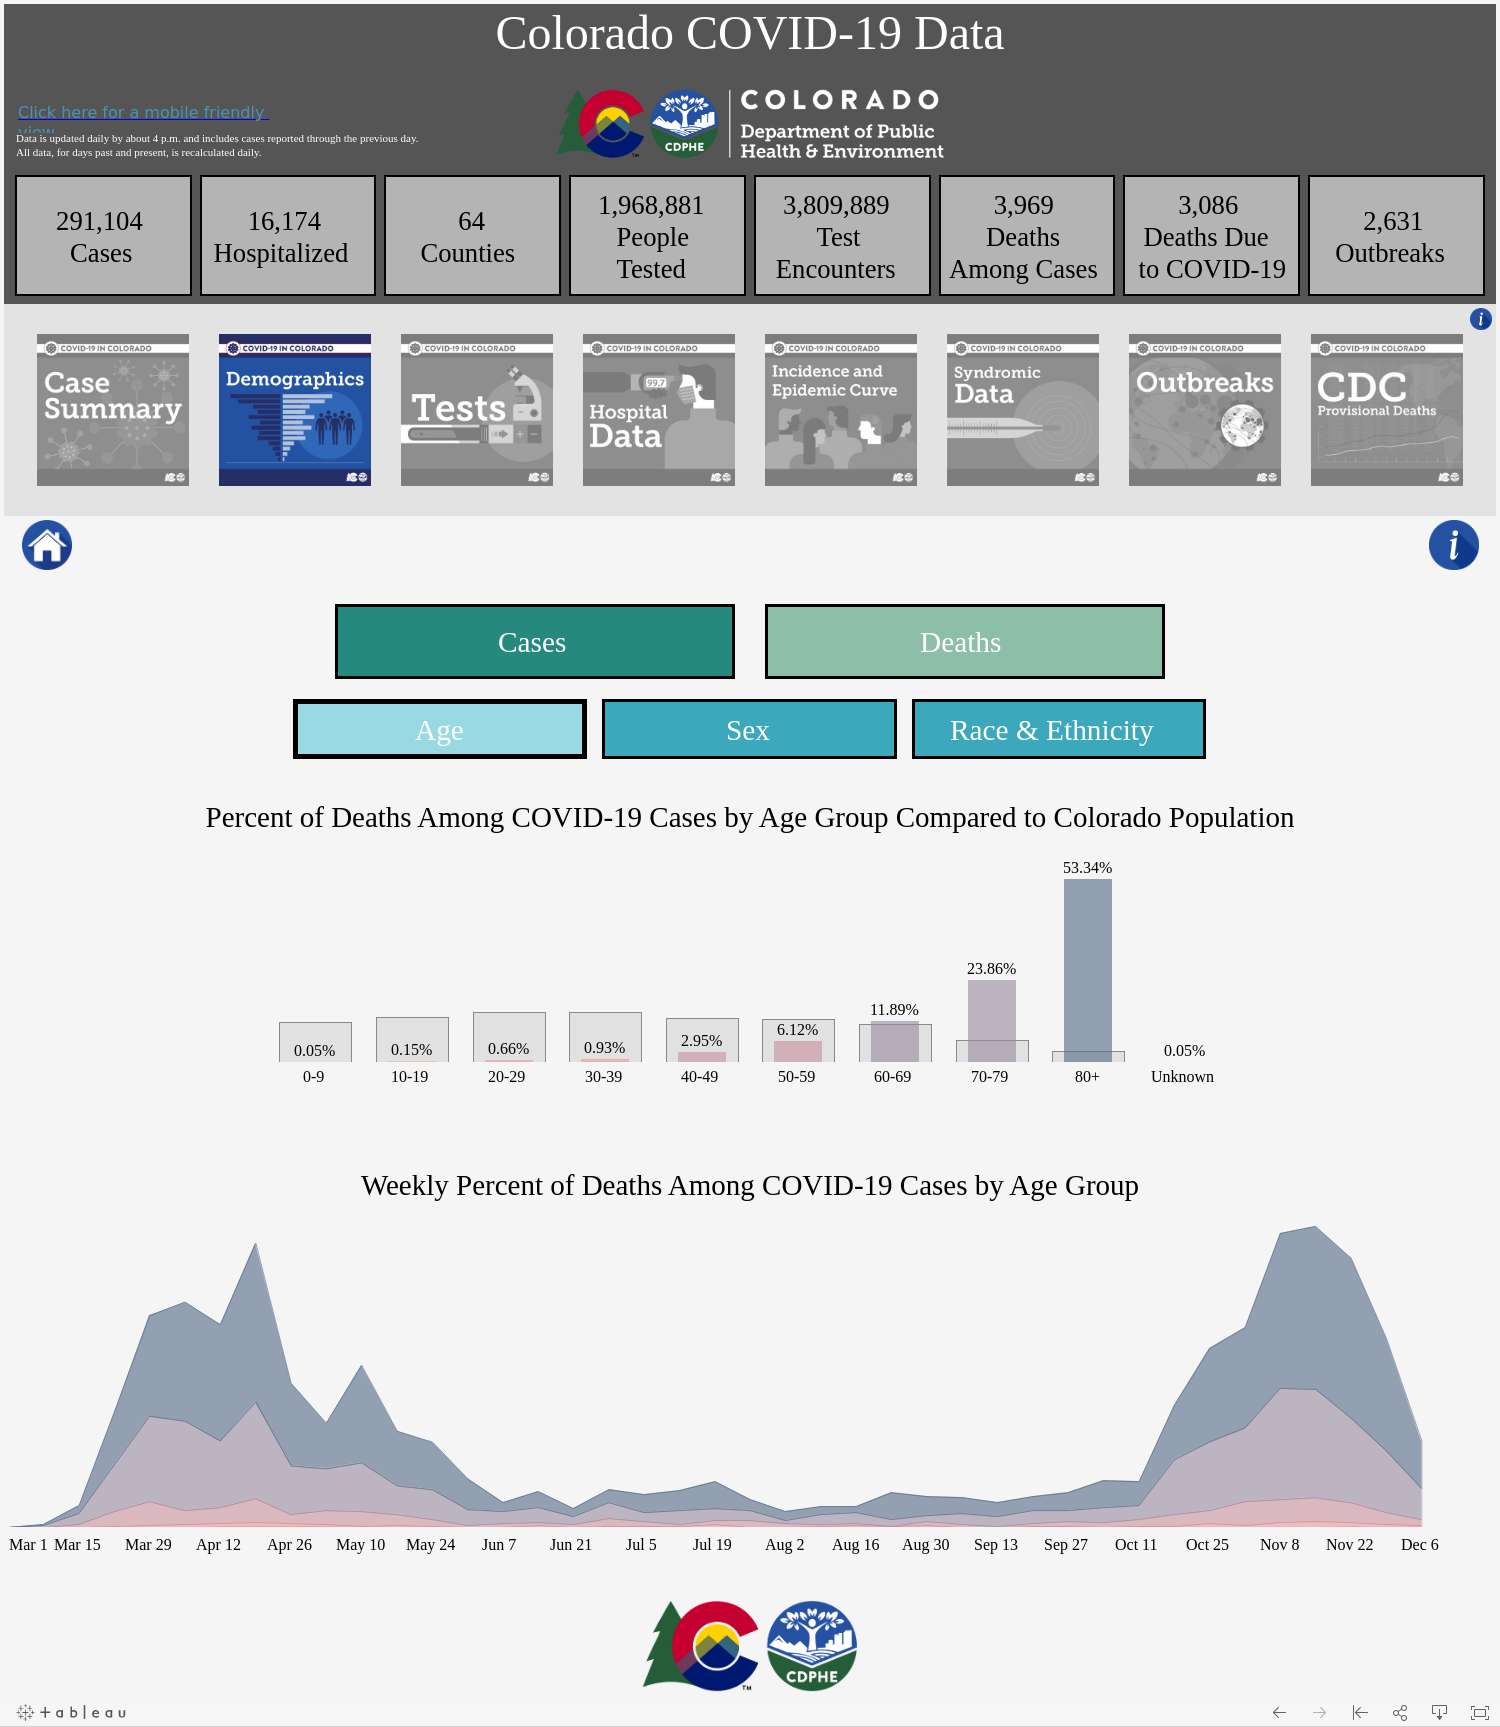 Colorado COVID-19 Data
Click here for a mobile friendly
view
Data is updated daily by about 4 p.m. and includes cases reported through the previous day.
All data, for days past and present, is recalculated daily.
COLORADO
Department of Public
Health & Environment
CDPHE
TM
291,104
Cases
16,174
Hospitalized
64
Counties
1,968,881
People
Tested
3,809,889
Test
Encounters
3,969
Deaths
Among Cases
3,086
Deaths Due
to COVID-19
2,631
Outbreaks
i
COVID-19 IN COLORADO
Case
Summary
COVID-19 IN COLORADO
Demographics
COVID-19 IN COLORADO
Tests
COVID-19 IN COLORADO
99.7
Hospital
Data
COVID-19 IN COLORADO
Incidence and
Epidemic Curve
COVID-19 IN COLORADO
Syndromic
Data
COVID-19 IN COLORADO
Outbreaks
COVID-19 IN COLORADO
CDC
Provisional Deaths
i
Cases
Deaths
Age
Sex
Race & Ethnicity
Percent of Deaths Among COVID-19 Cases by Age Group Compared to Colorado Population
53.34%
23.86%
11.89%
6.12%
2.95%
0.93%
0.66%
0.15%
0.05%
0.05%
0-9 10-19 20-29 30-39 40-49 50-59 60-69 70-79 80+ Unknown
Weekly Percent of Deaths Among COVID-19 Cases by Age Group
Mar 1 Mar 15 Mar 29 Apr 12 Apr 26 May 10 May 24 Jun 7 Jun 21 Jul 5 Jul 19 Aug 2 Aug 16 Aug 30 Sep 13 Sep 27 Oct 11 Oct 25 Nov 8 Nov 22 Dec 6
CDPHE
TM
+ableau